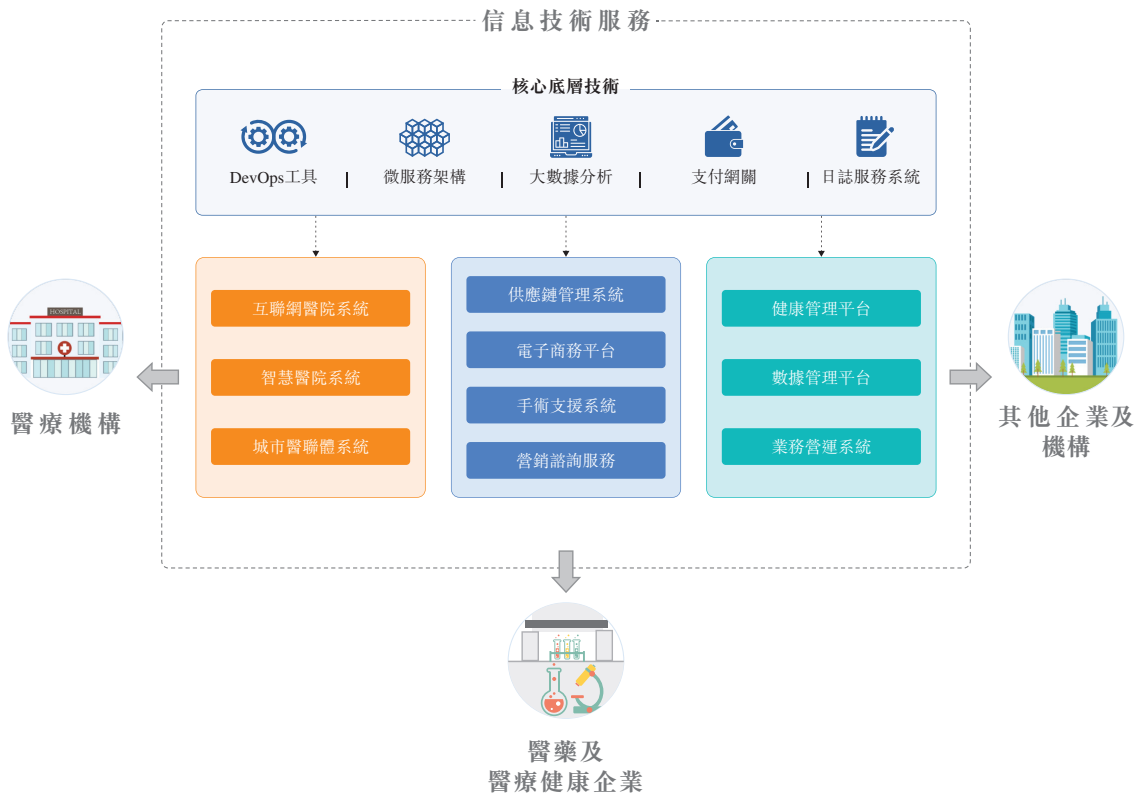 信息技術服務
核心底層技術
DevOps工具 | 微服務架構 | 大數據分析 | 支付網關 | 日誌服務系統
互聯網醫院系統
智慧醫院系統
城市醫聯體系統
供應鏈管理系統
電子商務平台
手術支援系統
營銷諮詢服務
健康管理平台
數據管理平台
業務營運系統
HOSPITAL
醫療機構
其他企業及
機構
醫藥及
醫療健康企業